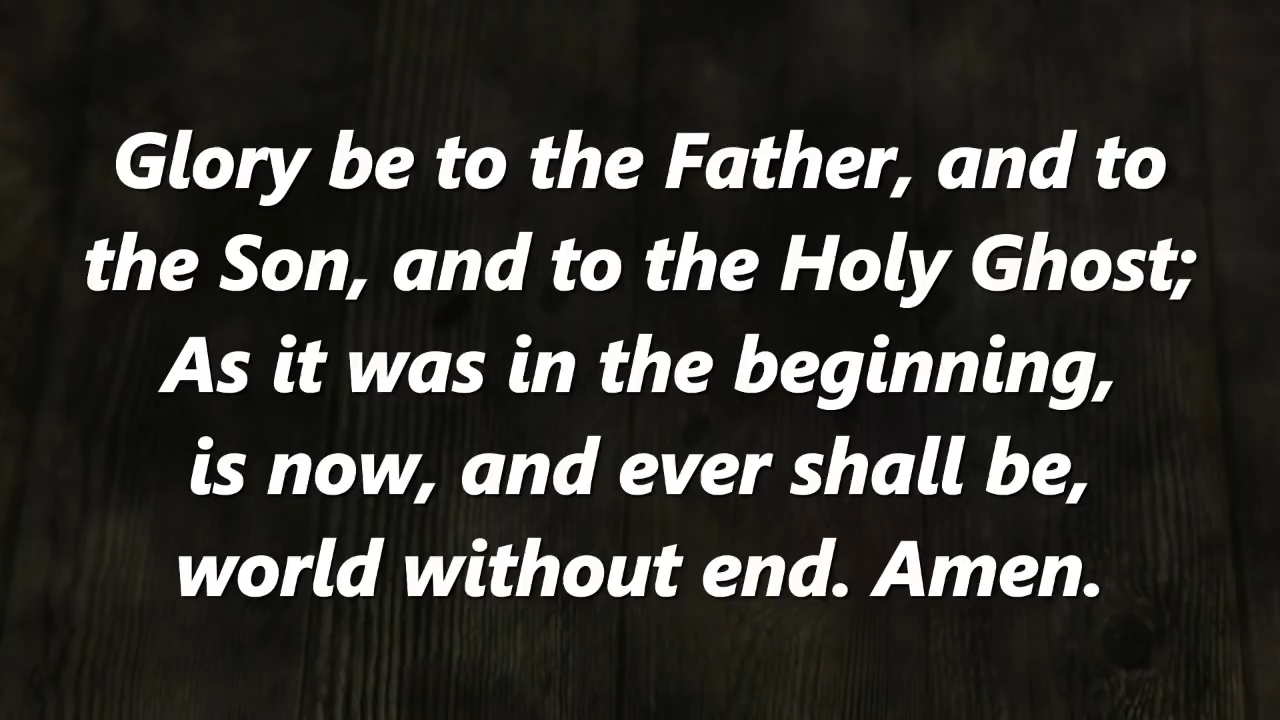 Glory be to the Father, and to
the Son, and to the Holy Ghost;
As it was in the beginning,
is now, and ever shall be,
world without end. Amen.